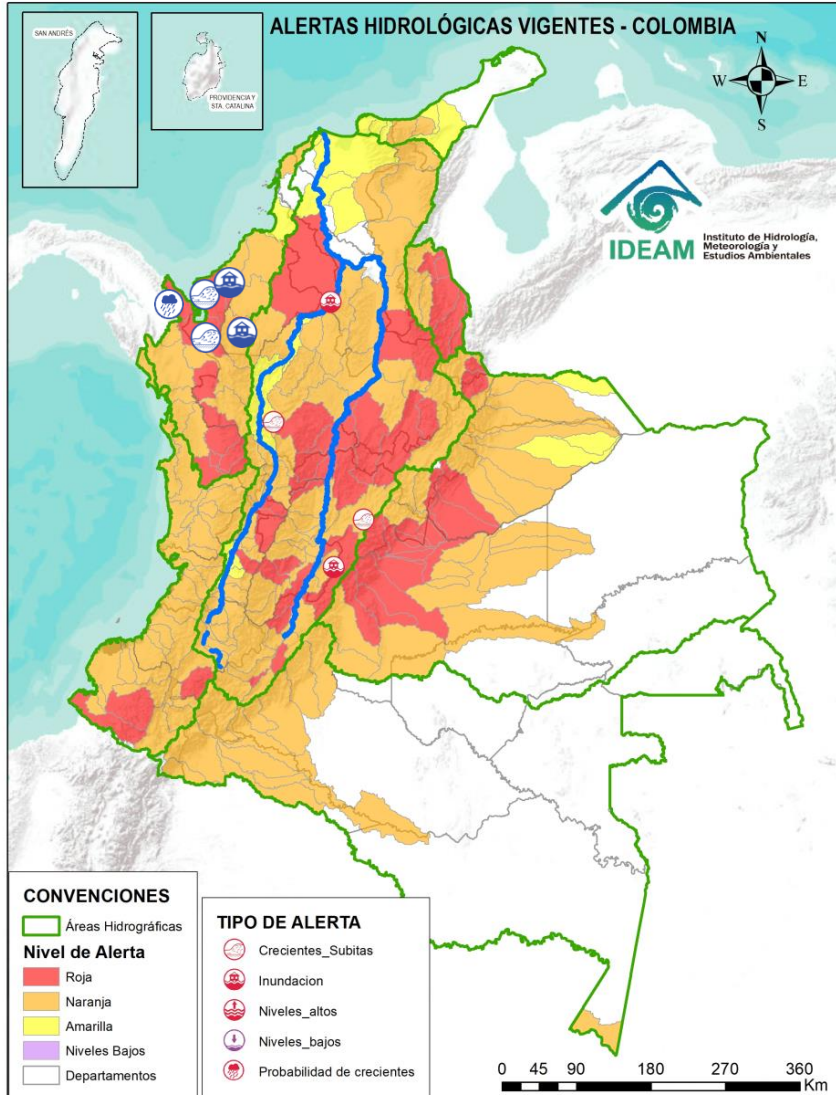 ALERTAS HIDROLÓGICAS VIGENTES - COLOMBIA
SAN ANDRÉS
PROVIDENCIA Y
STA. CATALINA
N
W
E
S
IDEAM
Instituto de Hidrología,
Meteorología y
Estudios Ambientales
CONVENCIONES
Áreas Hidrográficas
Nivel de Alerta
Roja
Naranja
Amarilla
Niveles Bajos
Departamentos
TIPO DE ALERTA
Crecientes_Subitas
Inundacion
Niveles_altos
Niveles_bajos
Probabilidad de crecientes
0 45 90 180 270 360
Km